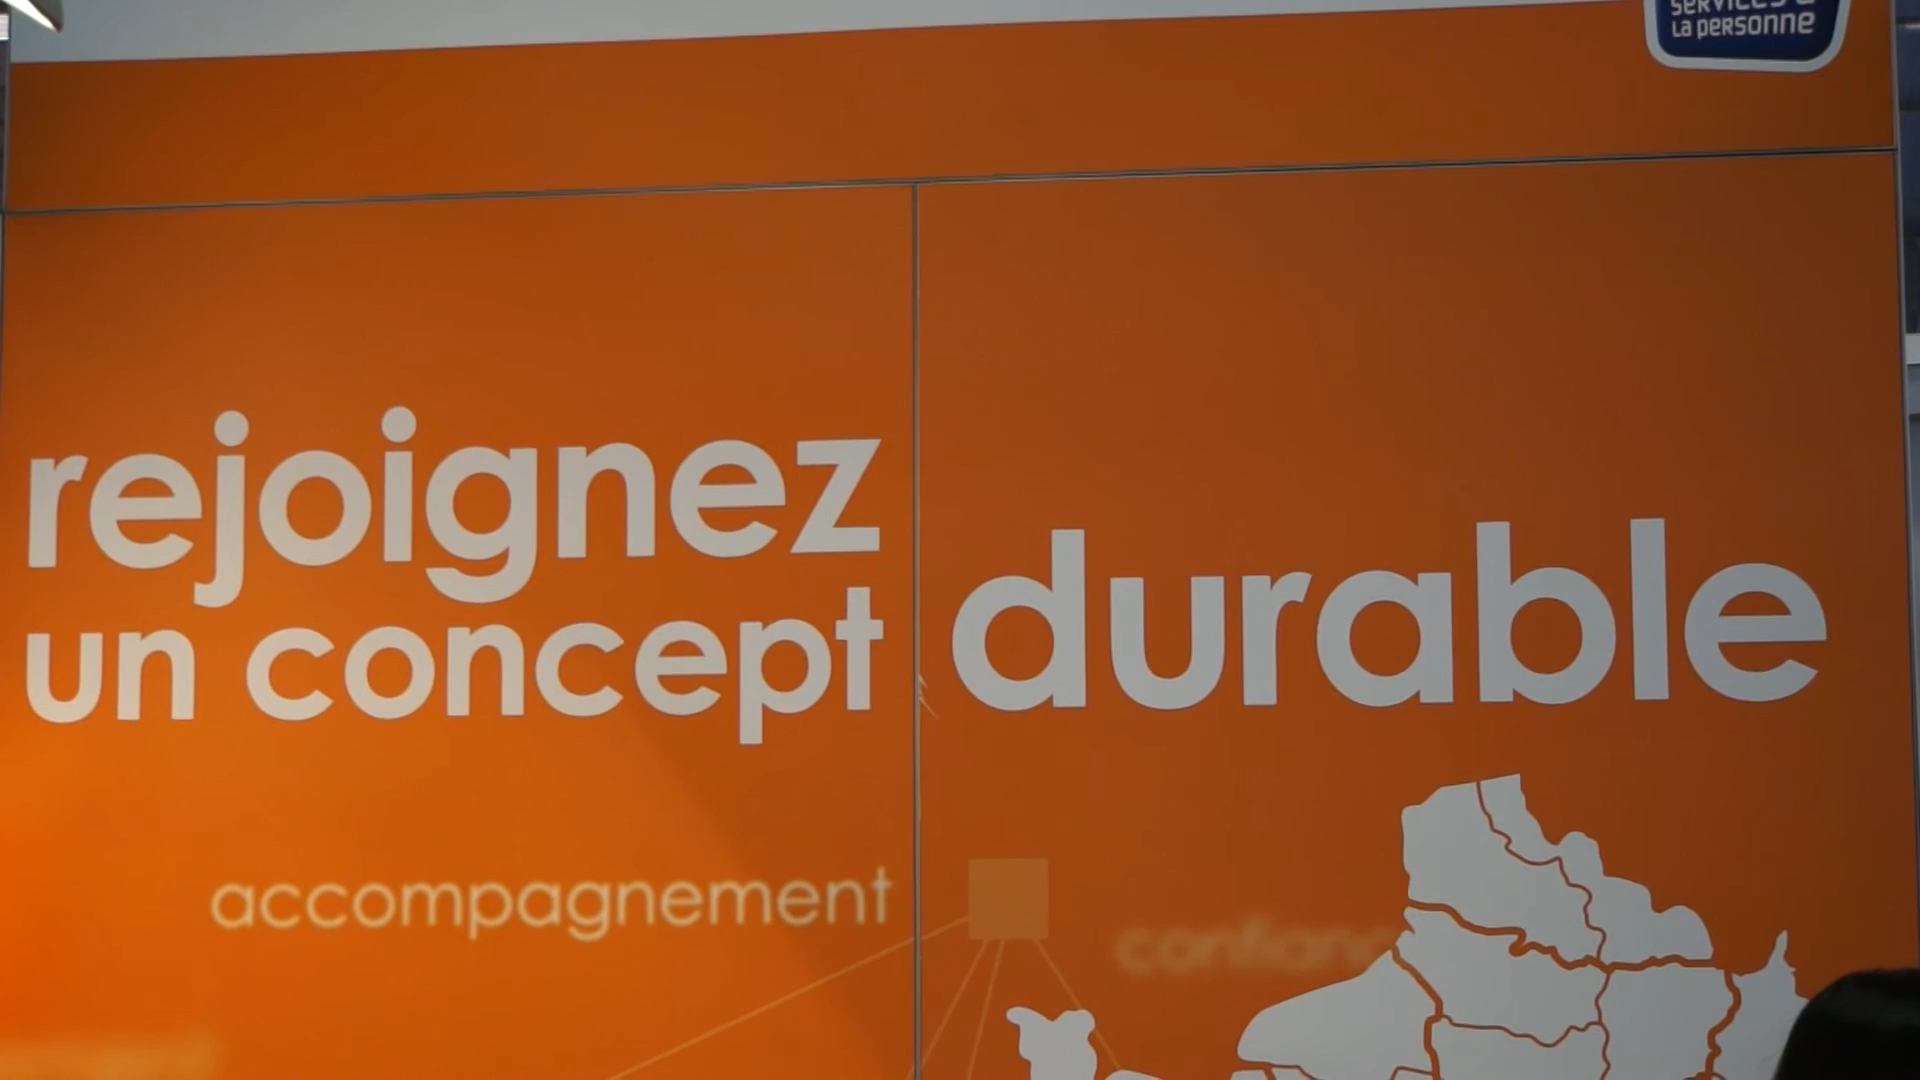 services à
la personne
rejoignez
un concept durable
accompagnement